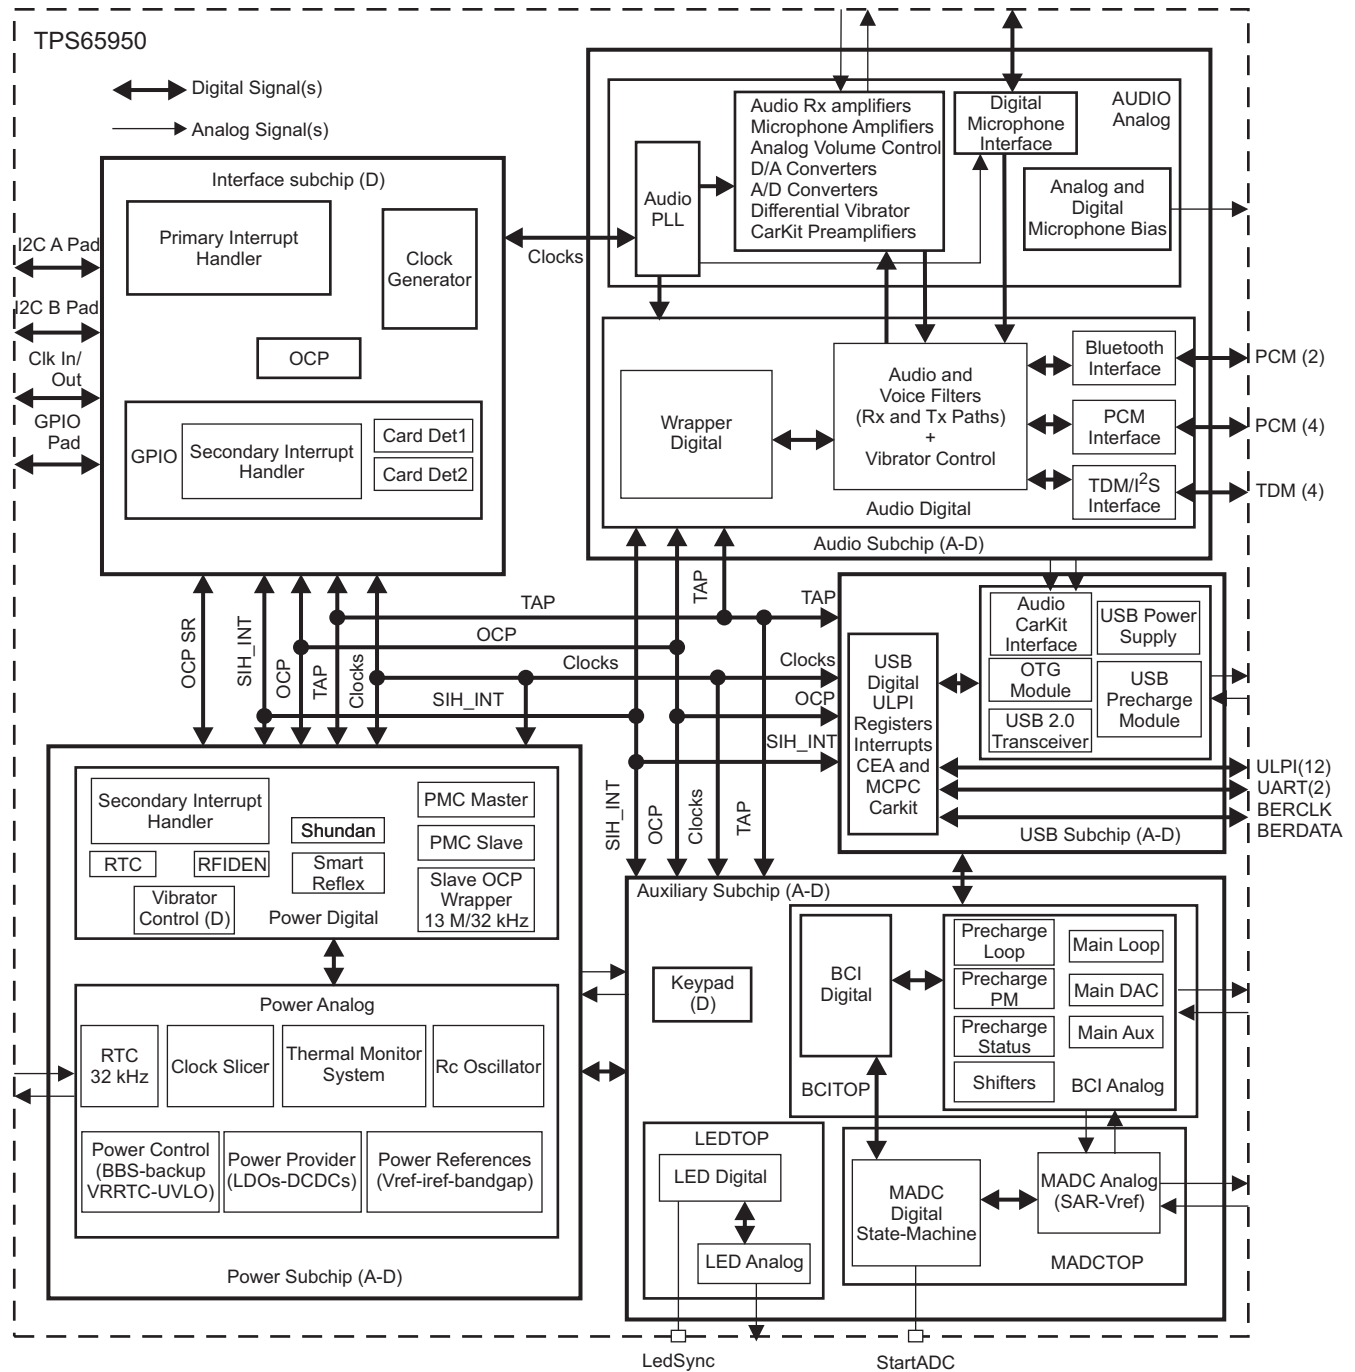 TPS65950
Digital Signal(s)
Analog Signal(s)
Interface subchip (D)
Primary Interrupt
Handler
Clock
Generator
OCP
GPIO
Secondary Interrupt
Handler
Card Det1
Card Det2
I2C A Pad
I2C B Pad
Clk In/
Out
GPIO
Pad
Clocks
AUDIO
Analog
Audio
PLL
Audio Rx amplifiers
Microphone Amplifiers
Analog Volume Control
D/A Converters
A/D Converters
Differential Vibrator
CarKit Preamplifiers
Digital
Microphone
Interface
Analog and
Digital
Microphone Bias
Wrapper
Digital
Audio and
Voice Filters
(Rx and Tx Paths)
+
Vibrator Control
Bluetooth
Interface
PCM
Interface
TDM/I2S
Interface
Audio Digital
Audio Subchip (A-D)
PCM (2)
PCM (4)
TDM (4)
OCP SR
SIH_INT
OCP
TAP
Clocks
TAP
OCP
Clocks
SIH_INT
TAP
TAP
Clocks
OCP
SIH_INT
SIH_INT
OCP
Clocks
TAP
USB
Digital
ULPI
Registers
Interrupts
CEA and
MCPC
Carkit
Audio
CarKit
Interface
OTG
Module
USB 2.0
Transceiver
USB Power
Supply
USB
Precharge
Module
USB Subchip (A-D)
ULPI(12)
UART(2)
BERCLK
BERDATA
Secondary Interrupt
Handler
RTC
RFIDEN
Vibrator
Control (D)
Shundan
Smart
Reflex
PMC Master
PMC Slave
Slave OCP
Wrapper
13 M/32 kHz
Power Digital
Power Analog
RTC
32 kHz
Clock Slicer
Thermal Monitor
System
Rc Oscillator
Power Control
(BBS-backup
VRRTC-UVLO)
Power Provider
(LDOs-DCDCs)
Power References
(Vref-iref-bandgap)
Power Subchip (A-D)
Auxiliary Subchip (A-D)
Keypad
(D)
BCI
Digital
BCITOP
Precharge
Loop
Precharge
PM
Precharge
Status
Shifters
Main Loop
Main DAC
Main Aux
BCI Analog
LEDTOP
LED Digital
LED Analog
MADC
Digital
State-Machine
MADC Analog
(SAR-Vref)
MADCTOP
LedSync
StartADC